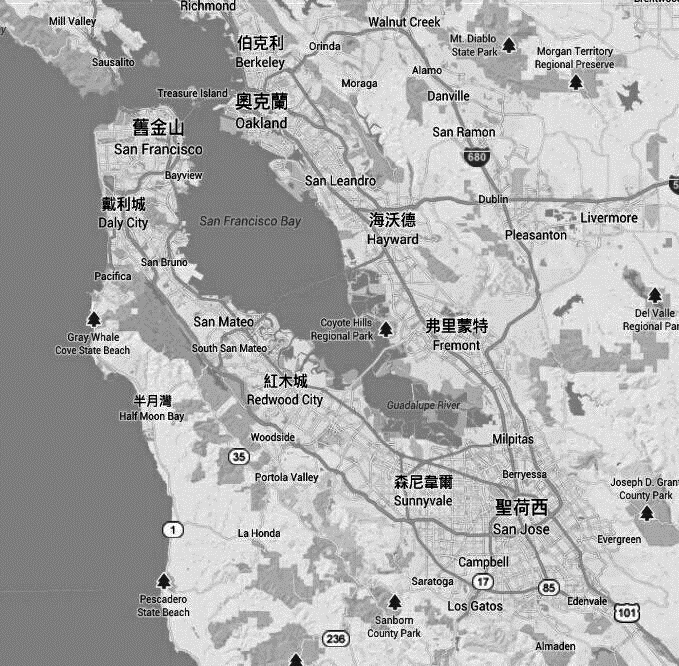 Richmond
Mill Valley
Walnut Creek
伯克利
Berkeley
Orinda
Mt. Diablo
State Park
Morgan Territory
Regional Preserve
Sausalito
Alamo
Moraga
Treasure Island
Danville
奧克蘭
Oakland
舊金山
San Francisco
San Ramon
680
Bayview
San Leandro
戴利城
Daly City
Dublin
San Francisco Bay
海沃德
Hayward
Livermore
Pleasanton
San Bruno
Pacifica
Del Valle
Regional Par
Gray Whale
Cove State Beach
San Mateo
Coyote Hills
Regional Park
弗里蒙特
Fremont
South San Mateo
紅木城
Redwood City
半月灣
Half Moon Bay
Guadalupe River
Woodside
Milpitas
35
Portola Valley
森尼韋爾
Sunnyvale
Berryessa
Joseph D. Grant
County Park
聖荷西
San Jose
1
La Honda
Evergreen
Campbell
Saratoga
17
85
Pescadero
State Beach
Los Gatos
Edenvale
101
Sanborn
County Park
236
Almaden